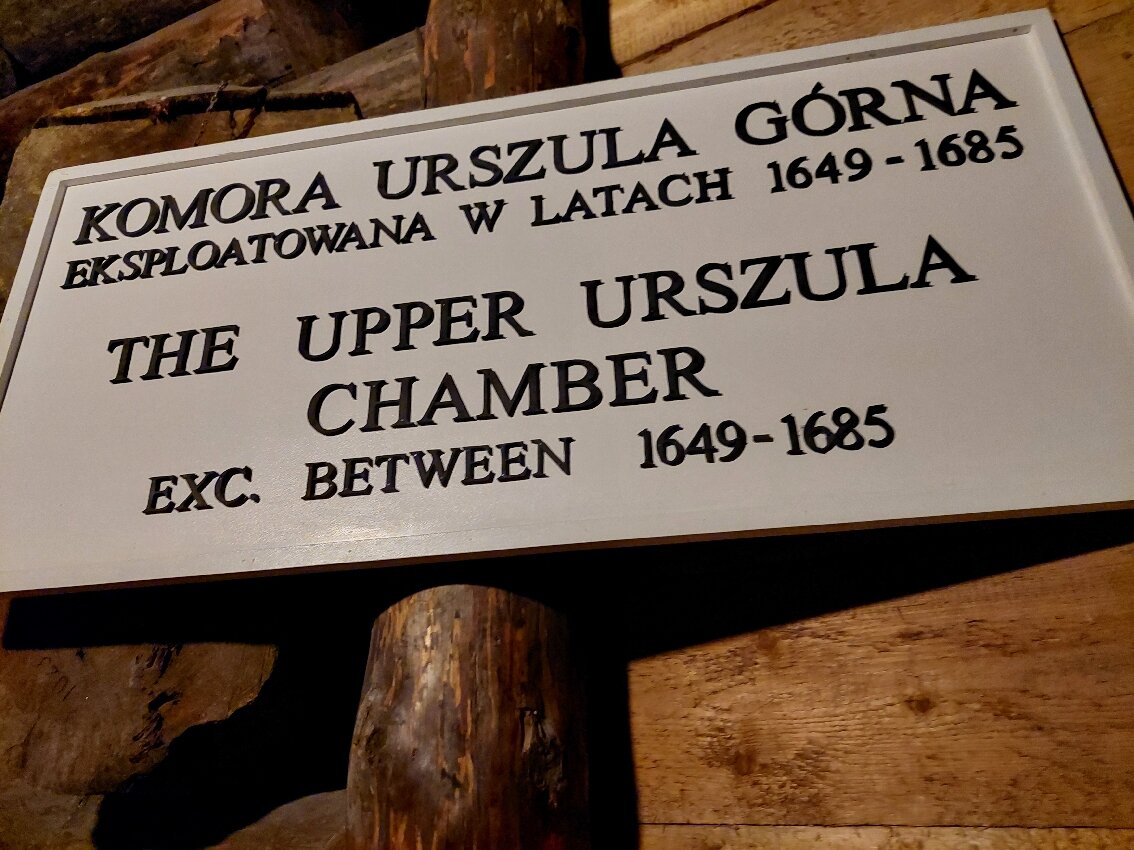 KOMORA URSZULA GÓRNA
EKSPLOATOWANA W LATACH 1649 - 1685
THE UPPER URSZULA
CHAMBER
EXC. BETWEEN 1649 - 1685